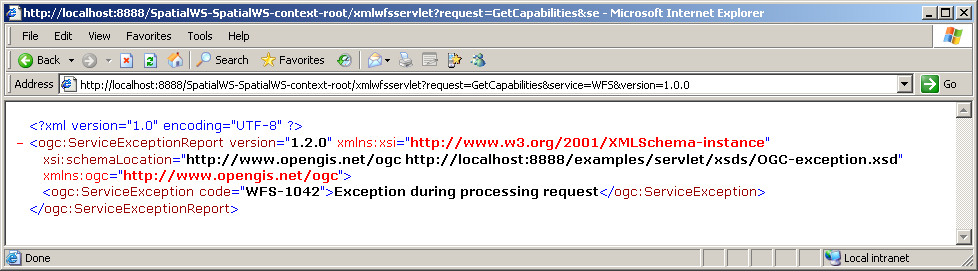 http://localhost:8888/SpatialWS-SpatialWS-context-root/xmlwfsservlet?request=GetCapabilities&se - Microsoft Internet Explorer
File Edit View Favorites Tools Help
Back Search Favorites
Address http://localhost:8888/SpatialWS-SpatialWS-context-root/xmlwfsservlet?request=GetCapabilities&service=WFS&version=1.0.0 Go
<?xml version="1.0" encoding="UTF-8" ?>
- <ogc:ServiceExceptionReport version="1.2.0" xmlns:xsi="http://www.w3.org/2001/XMLSchema-instance"
xsi:schemaLocation="http://www.opengis.net/ogc http://localhost:8888/examples/servlet/xsds/OGC-exception.xsd"
xmlns:ogc="http://www.opengis.net/ogc">
<ogc:ServiceException code="WFS-1042">Exception during processing request</ogc:ServiceException>
</ogc:ServiceExceptionReport>
Done Local intranet